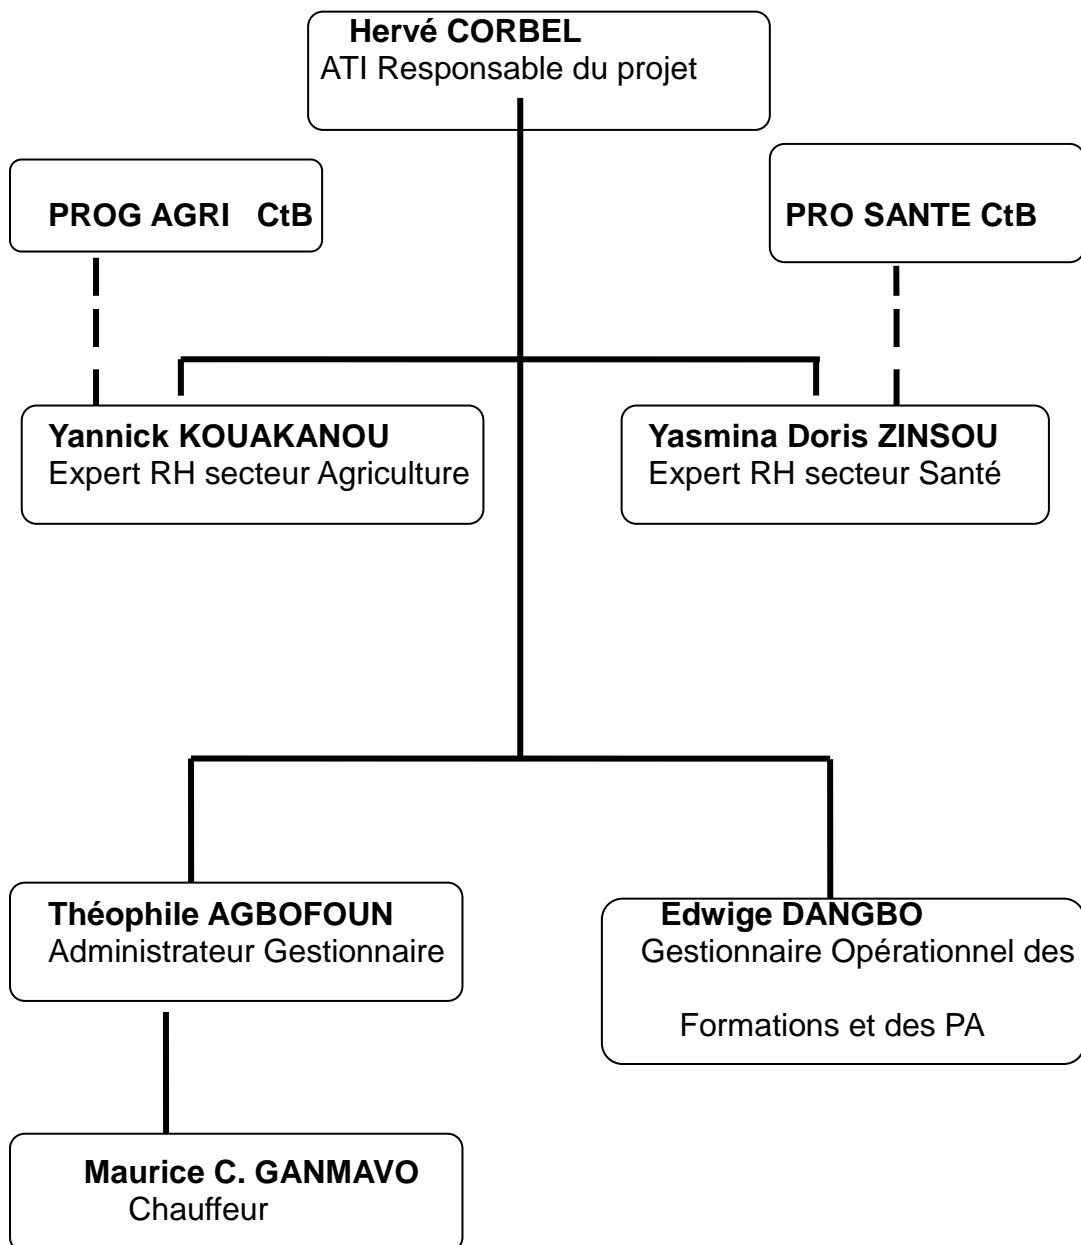 Hervé CORBEL
ATI Responsable du projet
PROG AGRI CtB
PRO SANTE CtB
Yannick KOUAKANOU
Expert RH secteur Agriculture
Yasmina Doris ZINSOU
Expert RH secteur Santé
Théophile AGBOFOUN
Administrateur Gestionnaire
Edwige DANGBO
Gestionnaire Opérationnel des
Formations et des PA
Maurice C. GANMAVO
Chauffeur